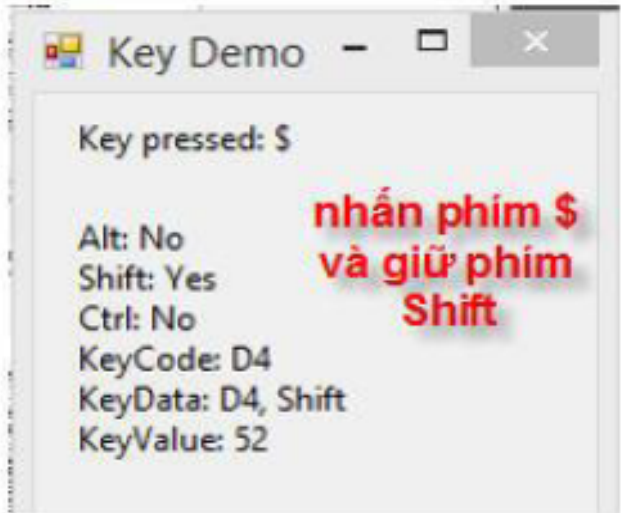 Key Demo
Key pressed: $
nhấn phím $
và giữ phím
Shift
Alt: No
Shift: Yes
Ctrl: No
KeyCode: D4
KeyData: D4, Shift
KeyValue: 52